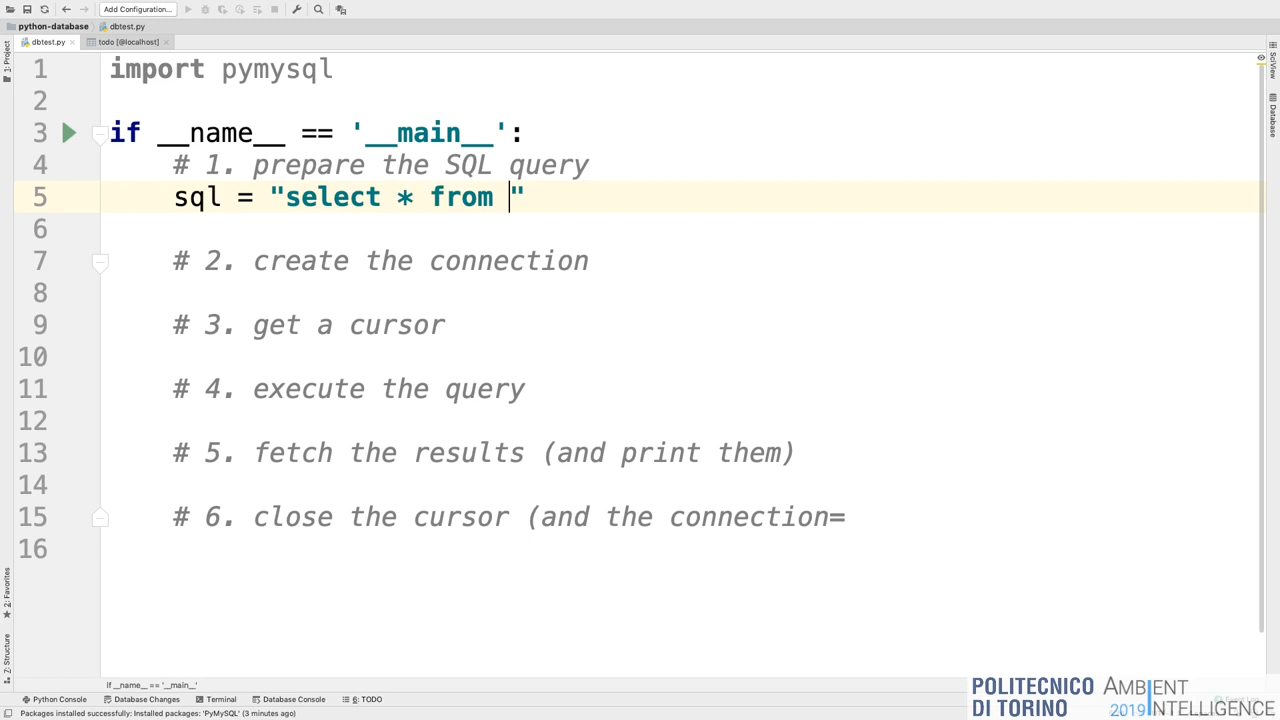 Add Configuration...
python-database
dbtest.py
dbtest.py
todo [@localhost]
1: Project
SciView
Database
2: Favorites
7: Structure
1 import pymysql
2
3 if __name__ == '__main__':
4 # 1. prepare the SQL query
5 sql = "select * from "
6
7 # 2. create the connection
8
9 # 3. get a cursor
10
11 # 4. execute the query
12
13 # 5. fetch the results (and print them)
14
15 # 6. close the cursor (and the connection=
16
if __name__ == '__main__'
Python Console
Database Changes
Terminal
Database Console
6: TODO
Event Log
Packages installed successfully: Installed packages: 'PyMySQL' (3 minutes ago)
POLITECNICO
DI TORINO
AMBIENT
2019 INTELLIGENCE